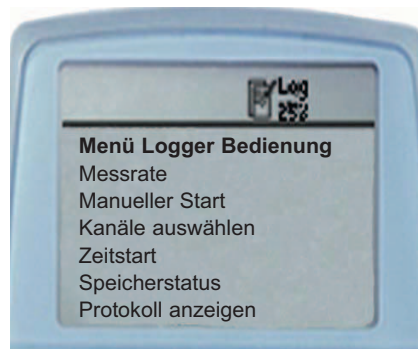 Log
25%
Menü Logger Bedienung
Messrate
Manueller Start
Kanäle auswählen
Zeitstart
Speicherstatus
Protokoll anzeigen